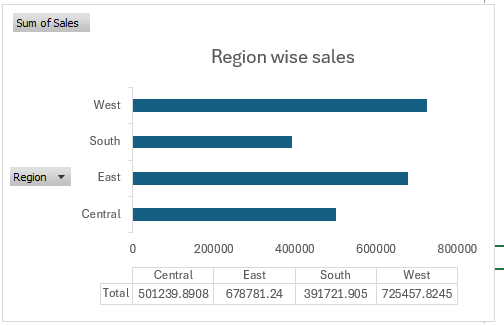 Sum of Sales
Region wise sales
West
South
Region
East
Central
0 200000 400000 600000 800000
Central East South West
Total 501239.8908 678781.24 391721.905 725457.8245